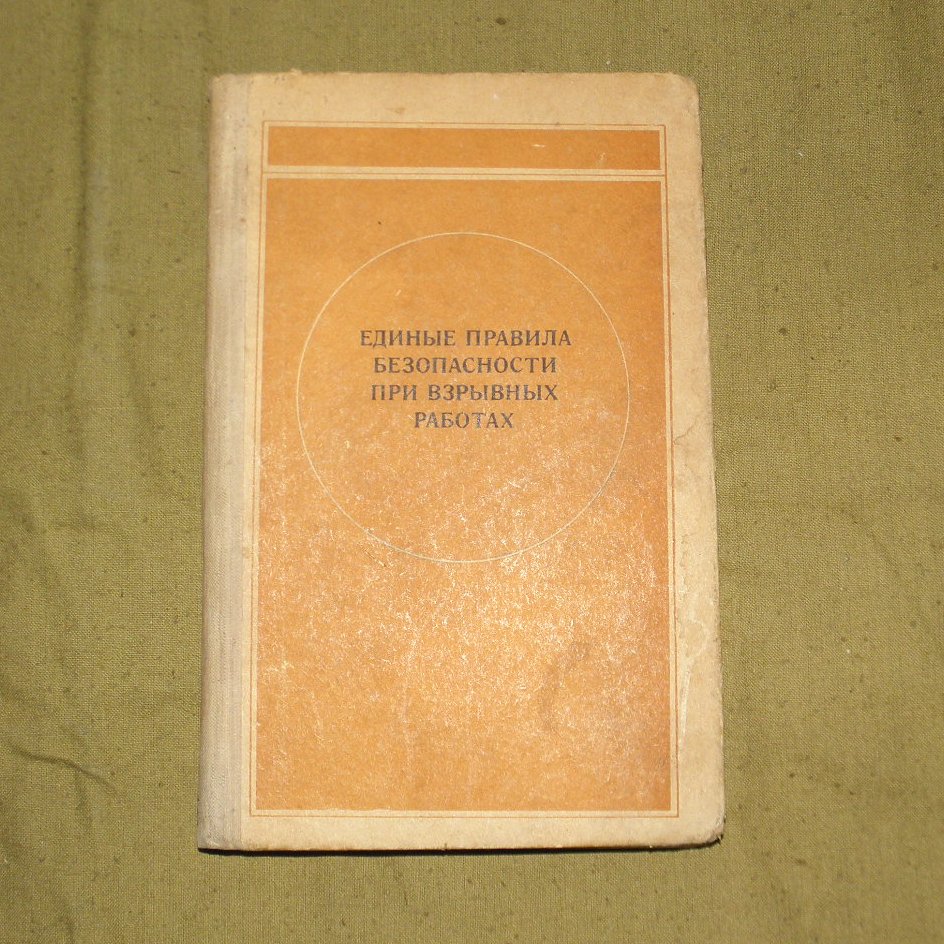 ЕДИНЫЕ ПРАВИЛА
БЕЗОПАСНОСТИ
ПРИ ВЗРЫВНЫХ
РАБОТАХ